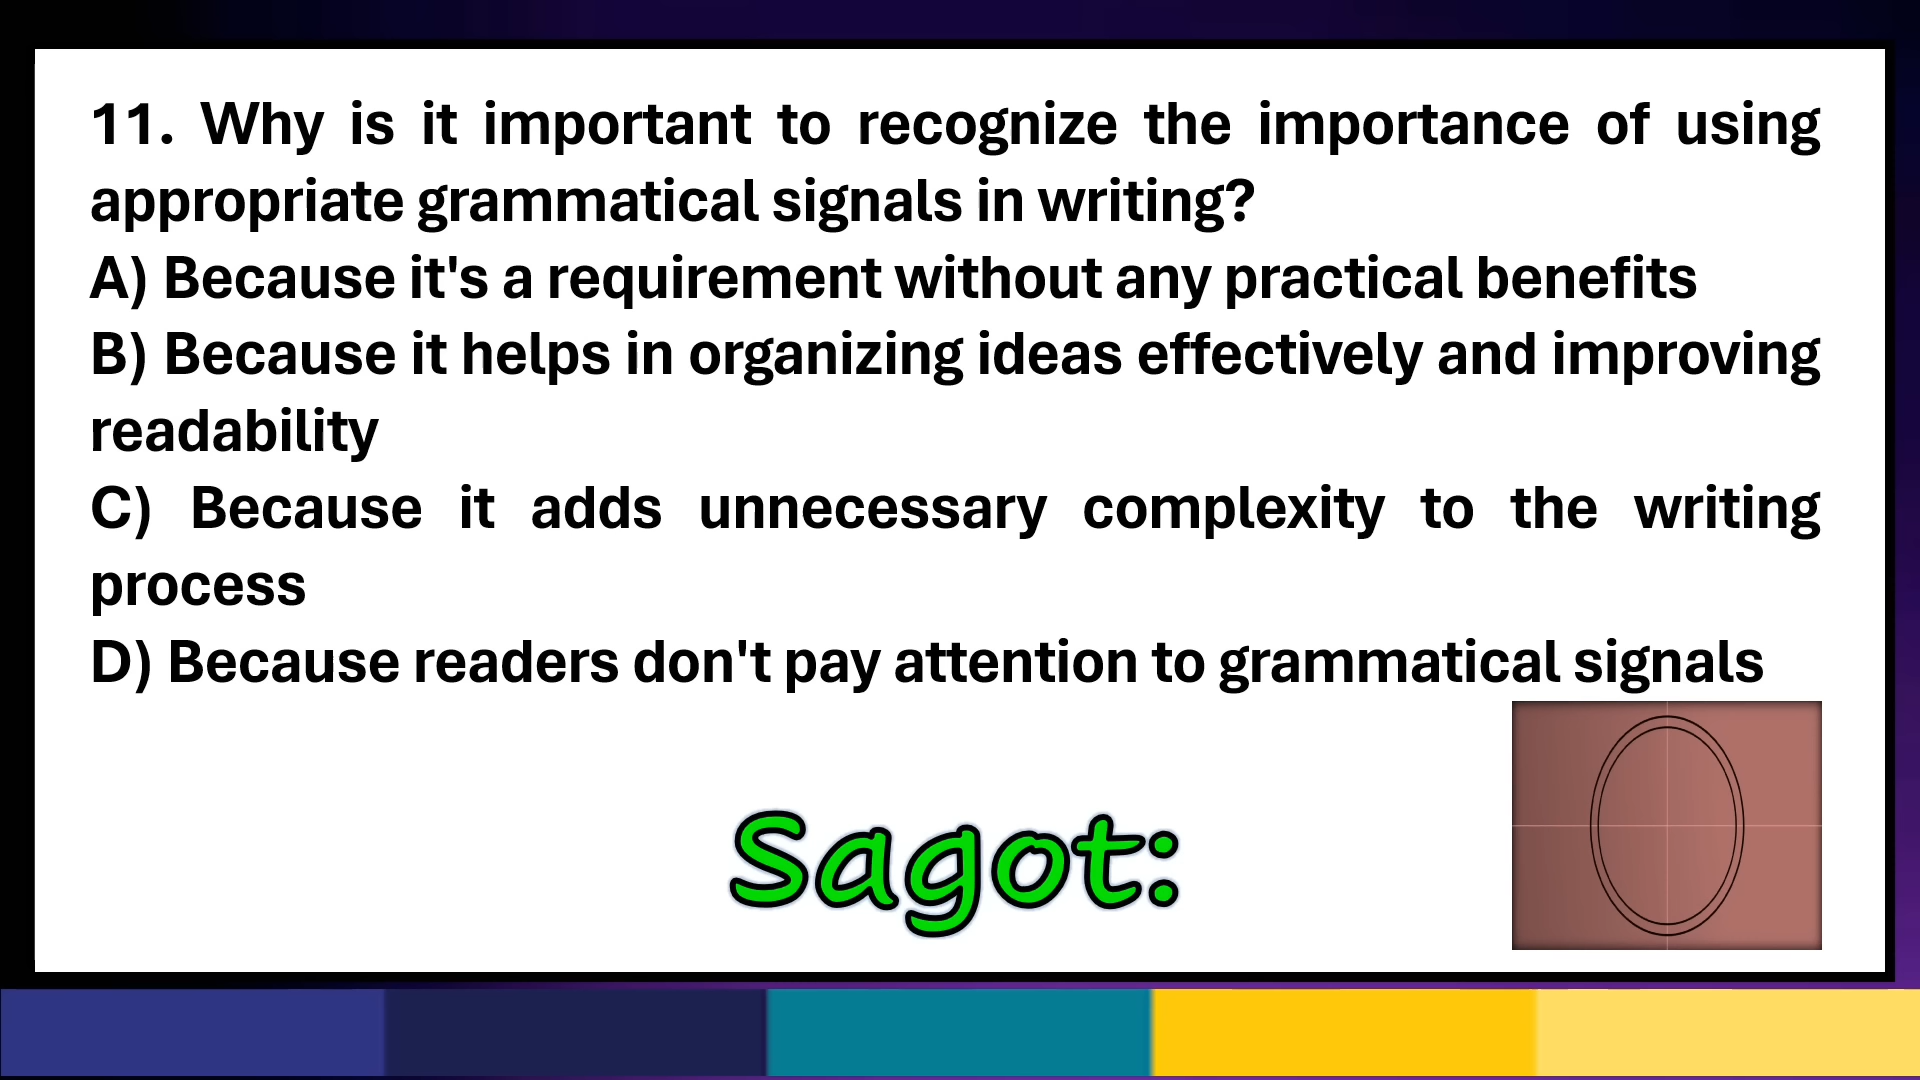 11. Why is it important to recognize the importance of using
appropriate grammatical signals in writing?
A) Because it's a requirement without any practical benefits
B) Because it helps in organizing ideas effectively and improving
readability
C) Because it adds unnecessary complexity to the writing
process
D) Because readers don't pay attention to grammatical signals
Sagot: